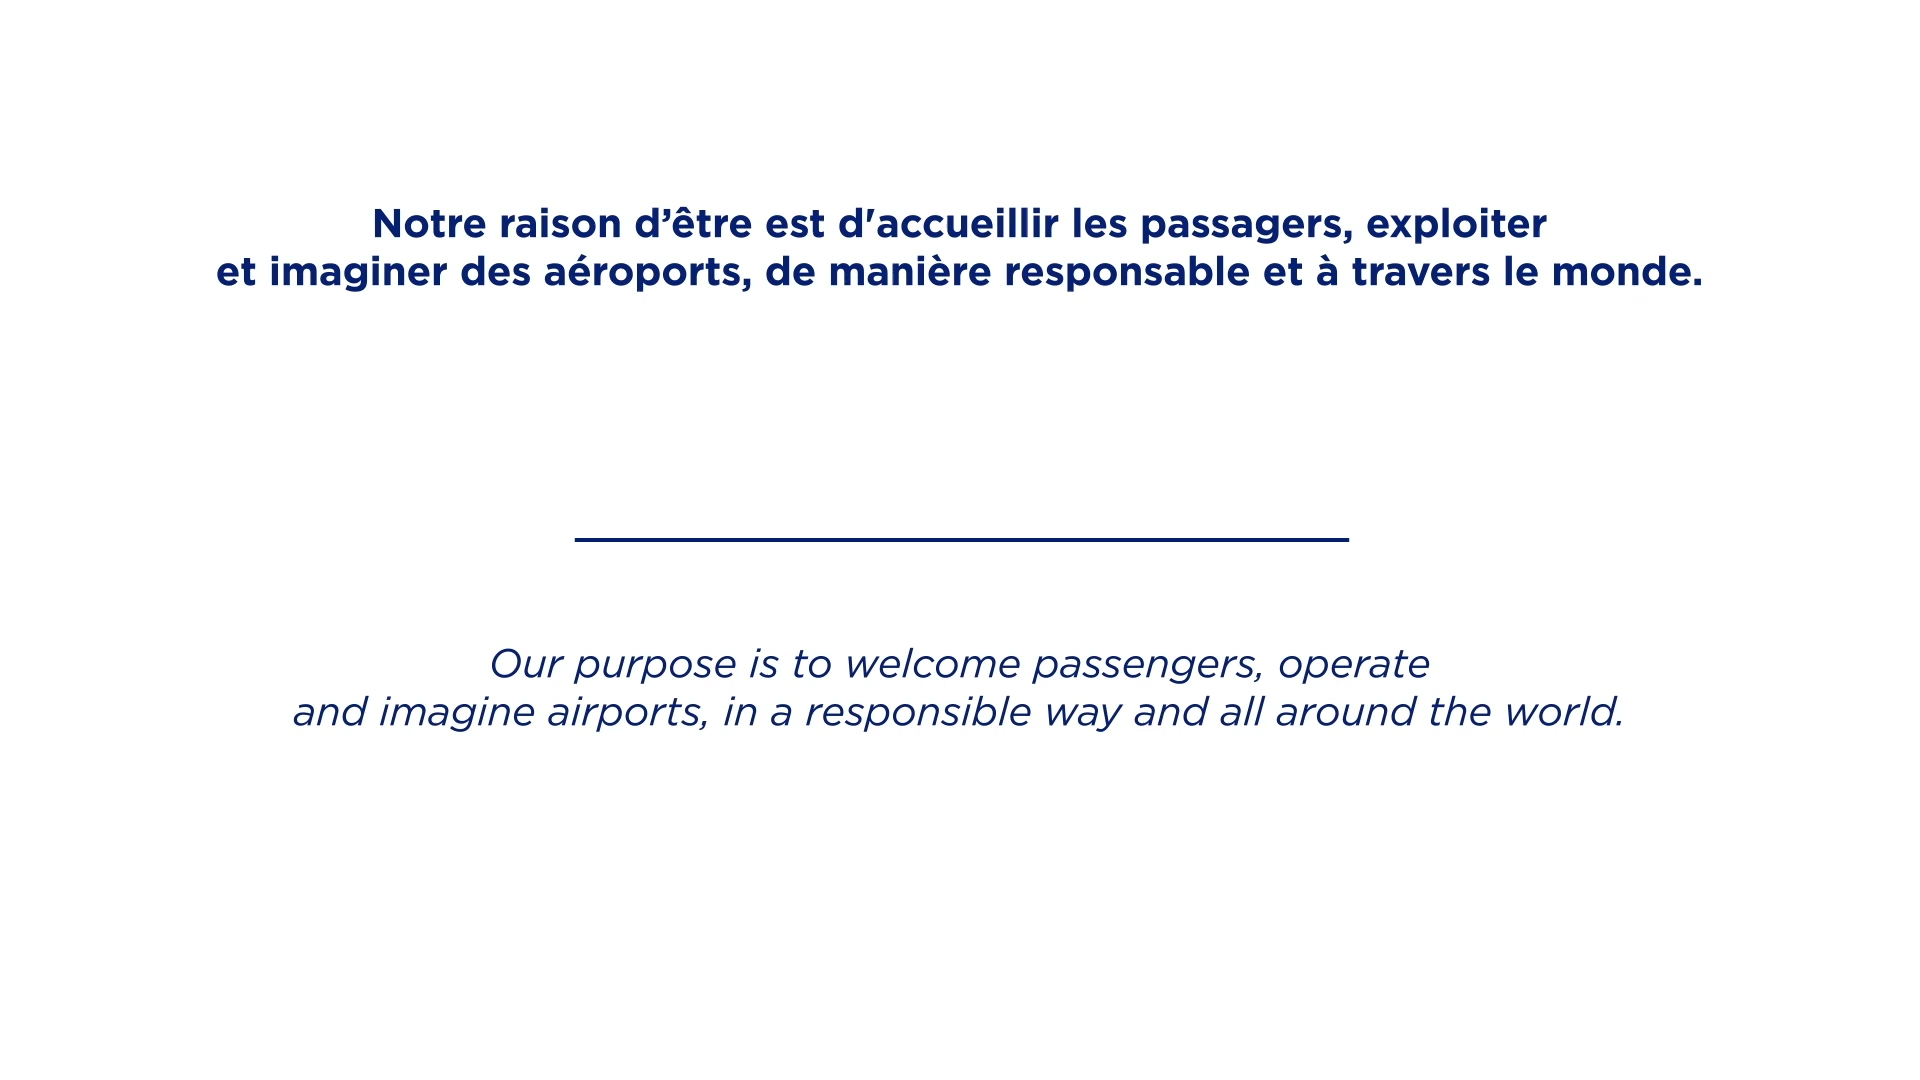 Notre raison d’être est d'accueillir les passagers, exploiter
et imaginer des aéroports, de manière responsable et à travers le monde.
Our purpose is to welcome passengers, operate
and imagine airports, in a responsible way and all around the world.